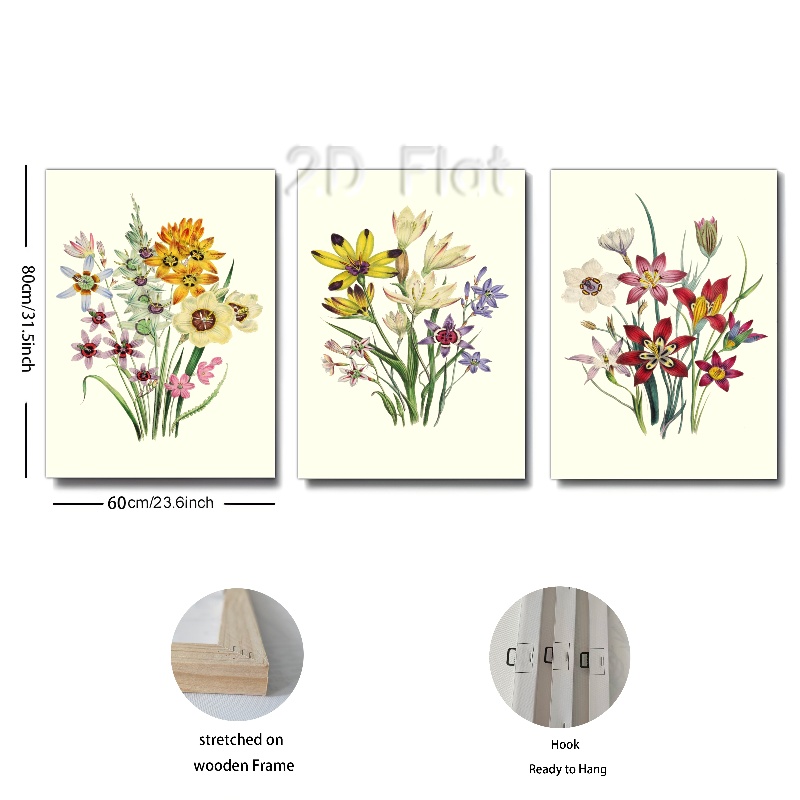 2D Flat
80cm/31.5inch
60cm/23.6inch
stretched on
wooden Frame
Hook
Ready to Hang